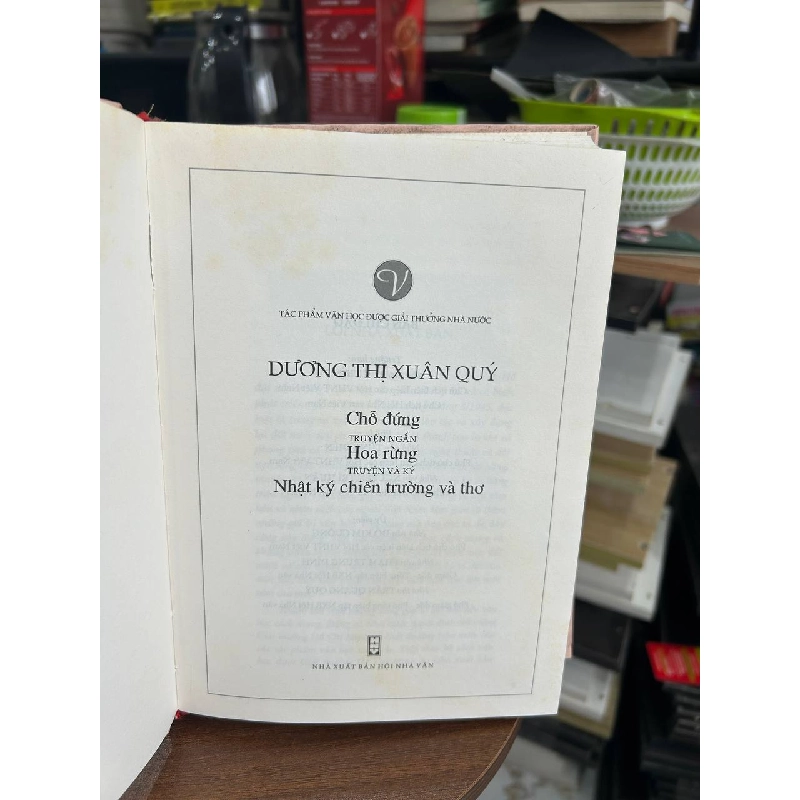 V
TÁC PHẨM VĂN HỌC ĐƯỢC GIẢI THƯỞNG NHÀ NƯỚC
DƯƠNG THỊ XUÂN QUÝ
Chỗ đứng
TRUYỆN NGẮN
Hoa rừng
TRUYỆN VÀ KÝ
Nhật ký chiến trường và thơ
NHÀ XUẤT BẢN HỘI NHÀ VĂN